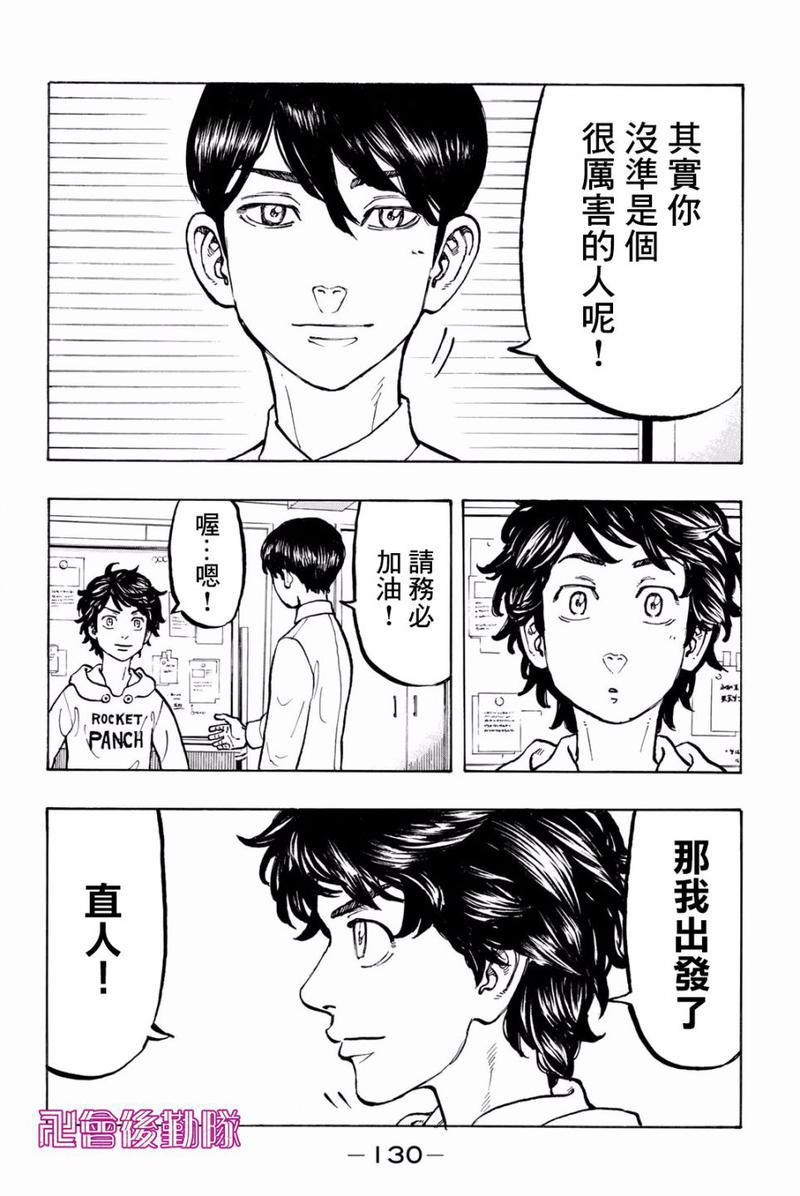 其實你
沒準是個
很厲害的人呢！
請務必
加油！
喔…嗯！
ROCKET
PANCH
那我出發了
直人！
卍會後勤隊
—130—